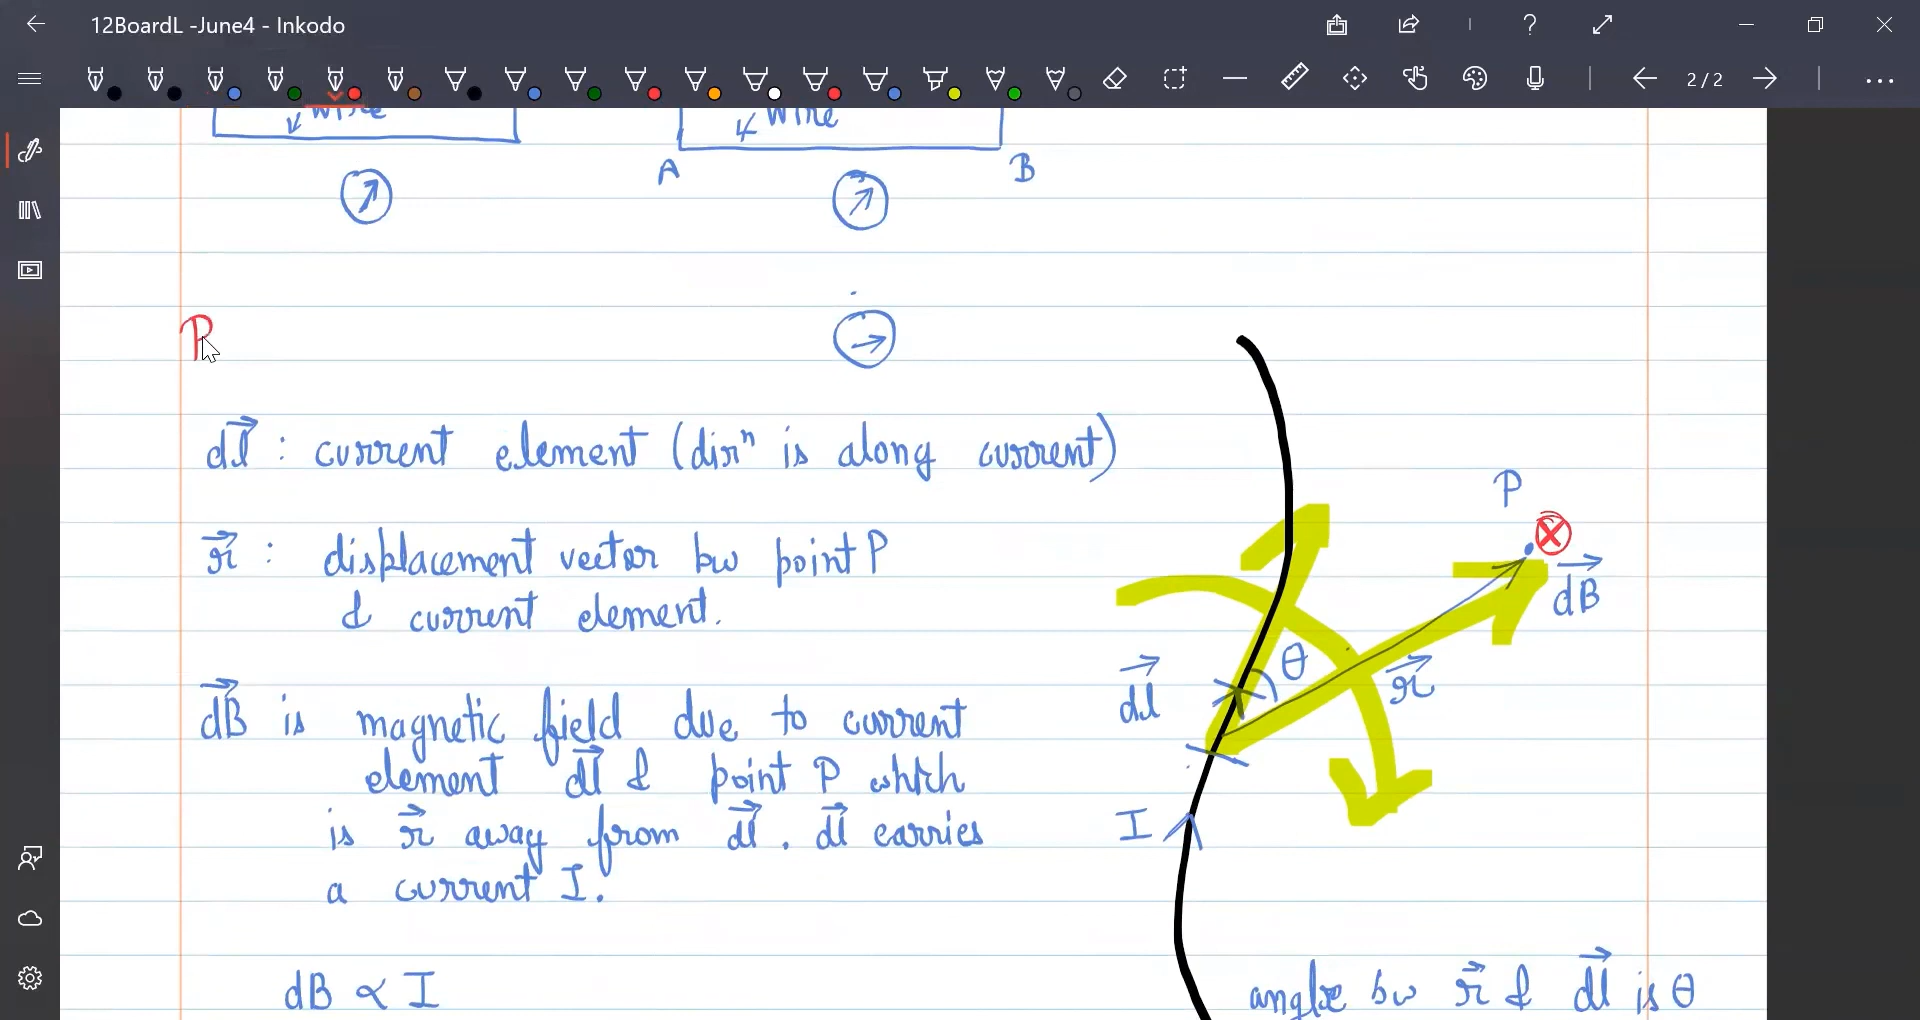 12BoardL -June4 - Inkodo
2/2
wire
wire
A
B
P
dl⃗ : current element (dirⁿ is along current)
P
r⃗ : displacement vector bw point P
& current element.
dB⃗
θ
r⃗
dl⃗
dB⃗ is magnetic field due to current
element dl⃗ & point P which
is r⃗ away from dl⃗ . dl⃗ carries
I
a current I.
dB ∝ I
angle bw r⃗ & dl⃗ is θ